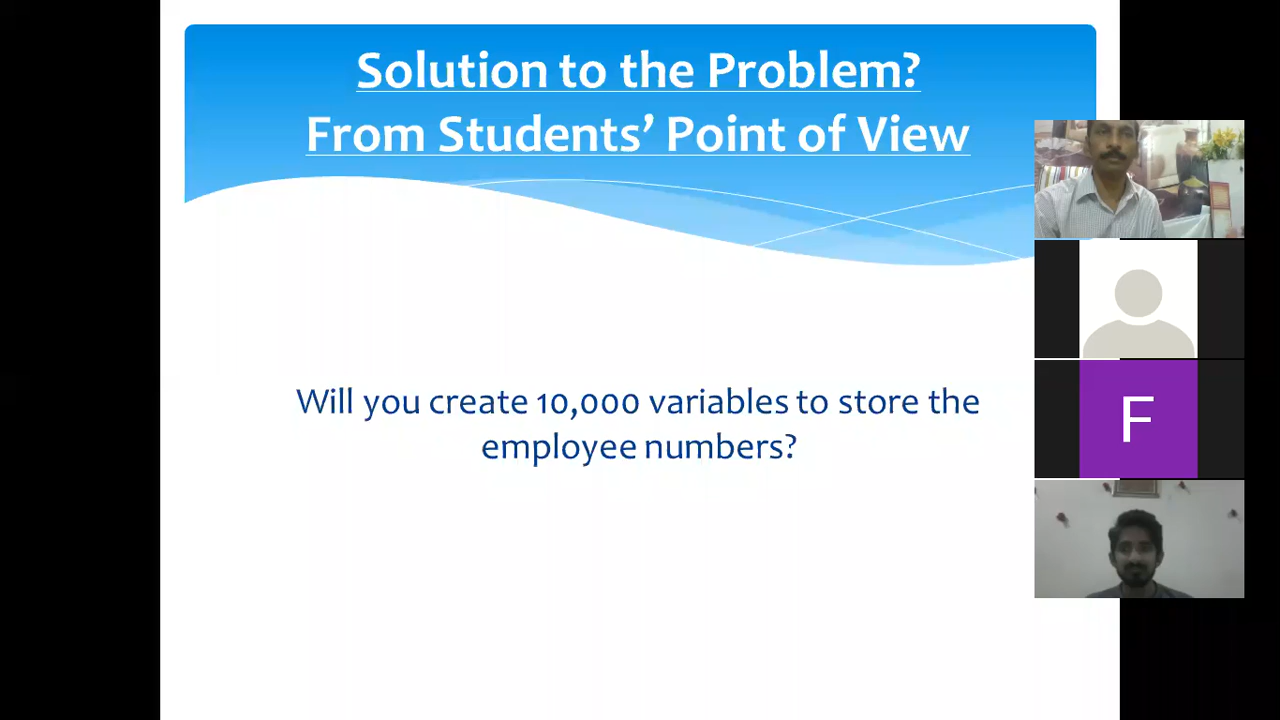 Solution to the Problem?
From Students’ Point of View
Will you create 10,000 variables to store the
employee numbers?
F